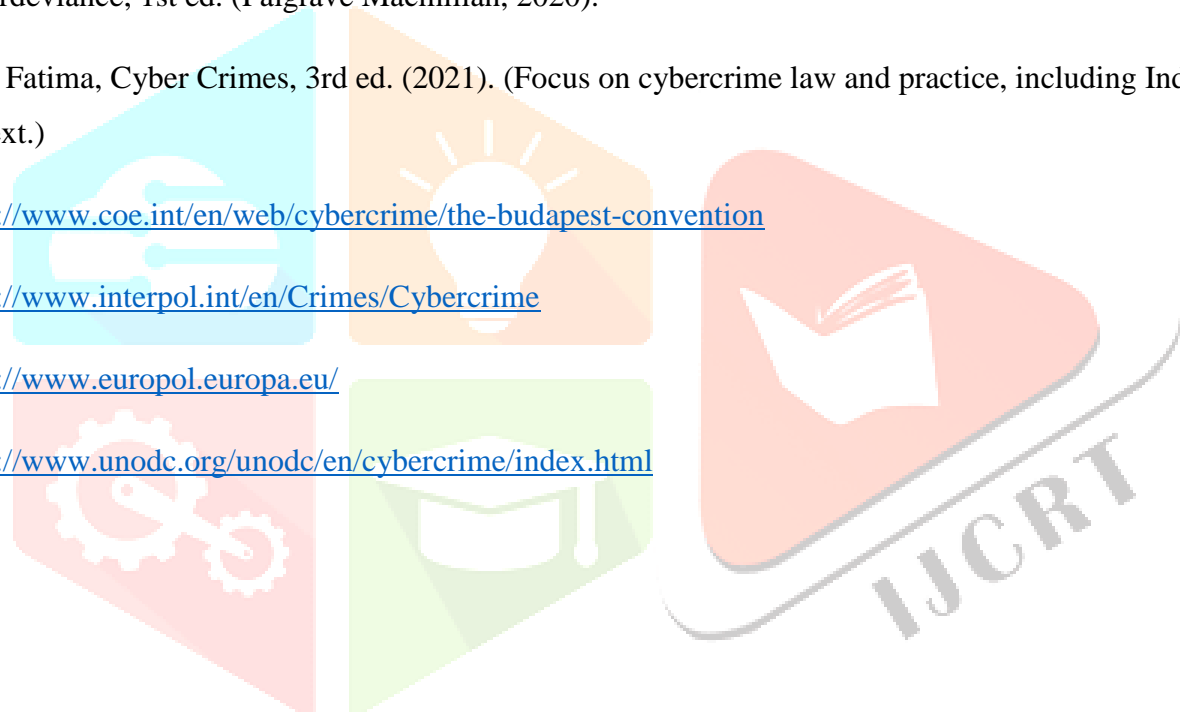 rdeviance, 1st ed. (Palgrave Macmillan, 2020).
Fatima, Cyber Crimes, 3rd ed. (2021). (Focus on cybercrime law and practice, including Ind
xt.)
://www.coe.int/en/web/cybercrime/the-budapest-convention
://www.interpol.int/en/Crimes/Cybercrime
://www.europol.europa.eu/
://www.unodc.org/unodc/en/cybercrime/index.html
IJCRT